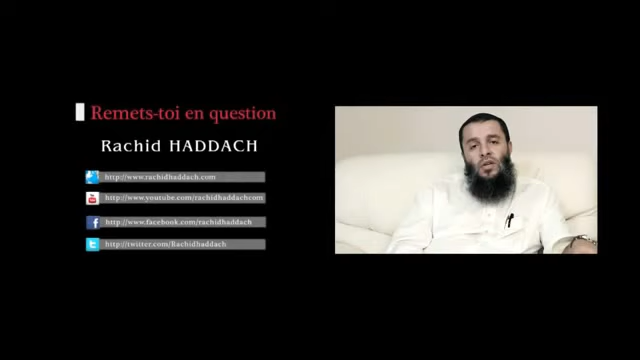 Remets-toi en question
Rachid HADDACH
http://www.rachidhaddach.com
http://www.youtube.com/rachidhaddachcom
http://www.facebook.com/rachidhaddach
http://twitter.com/Rachidhaddach